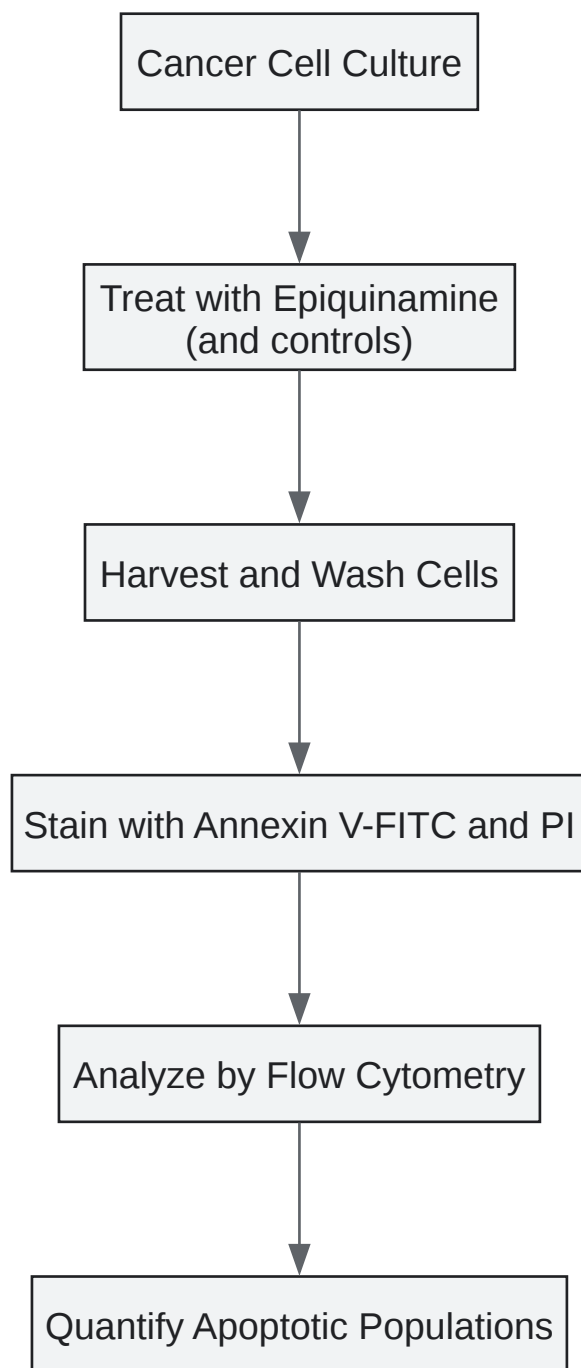 Cancer Cell Culture
Treat with Epiquinamine
(and controls)
Harvest and Wash Cells
Stain with Annexin V-FITC and PI
Analyze by Flow Cytometry
Quantify Apoptotic Populations